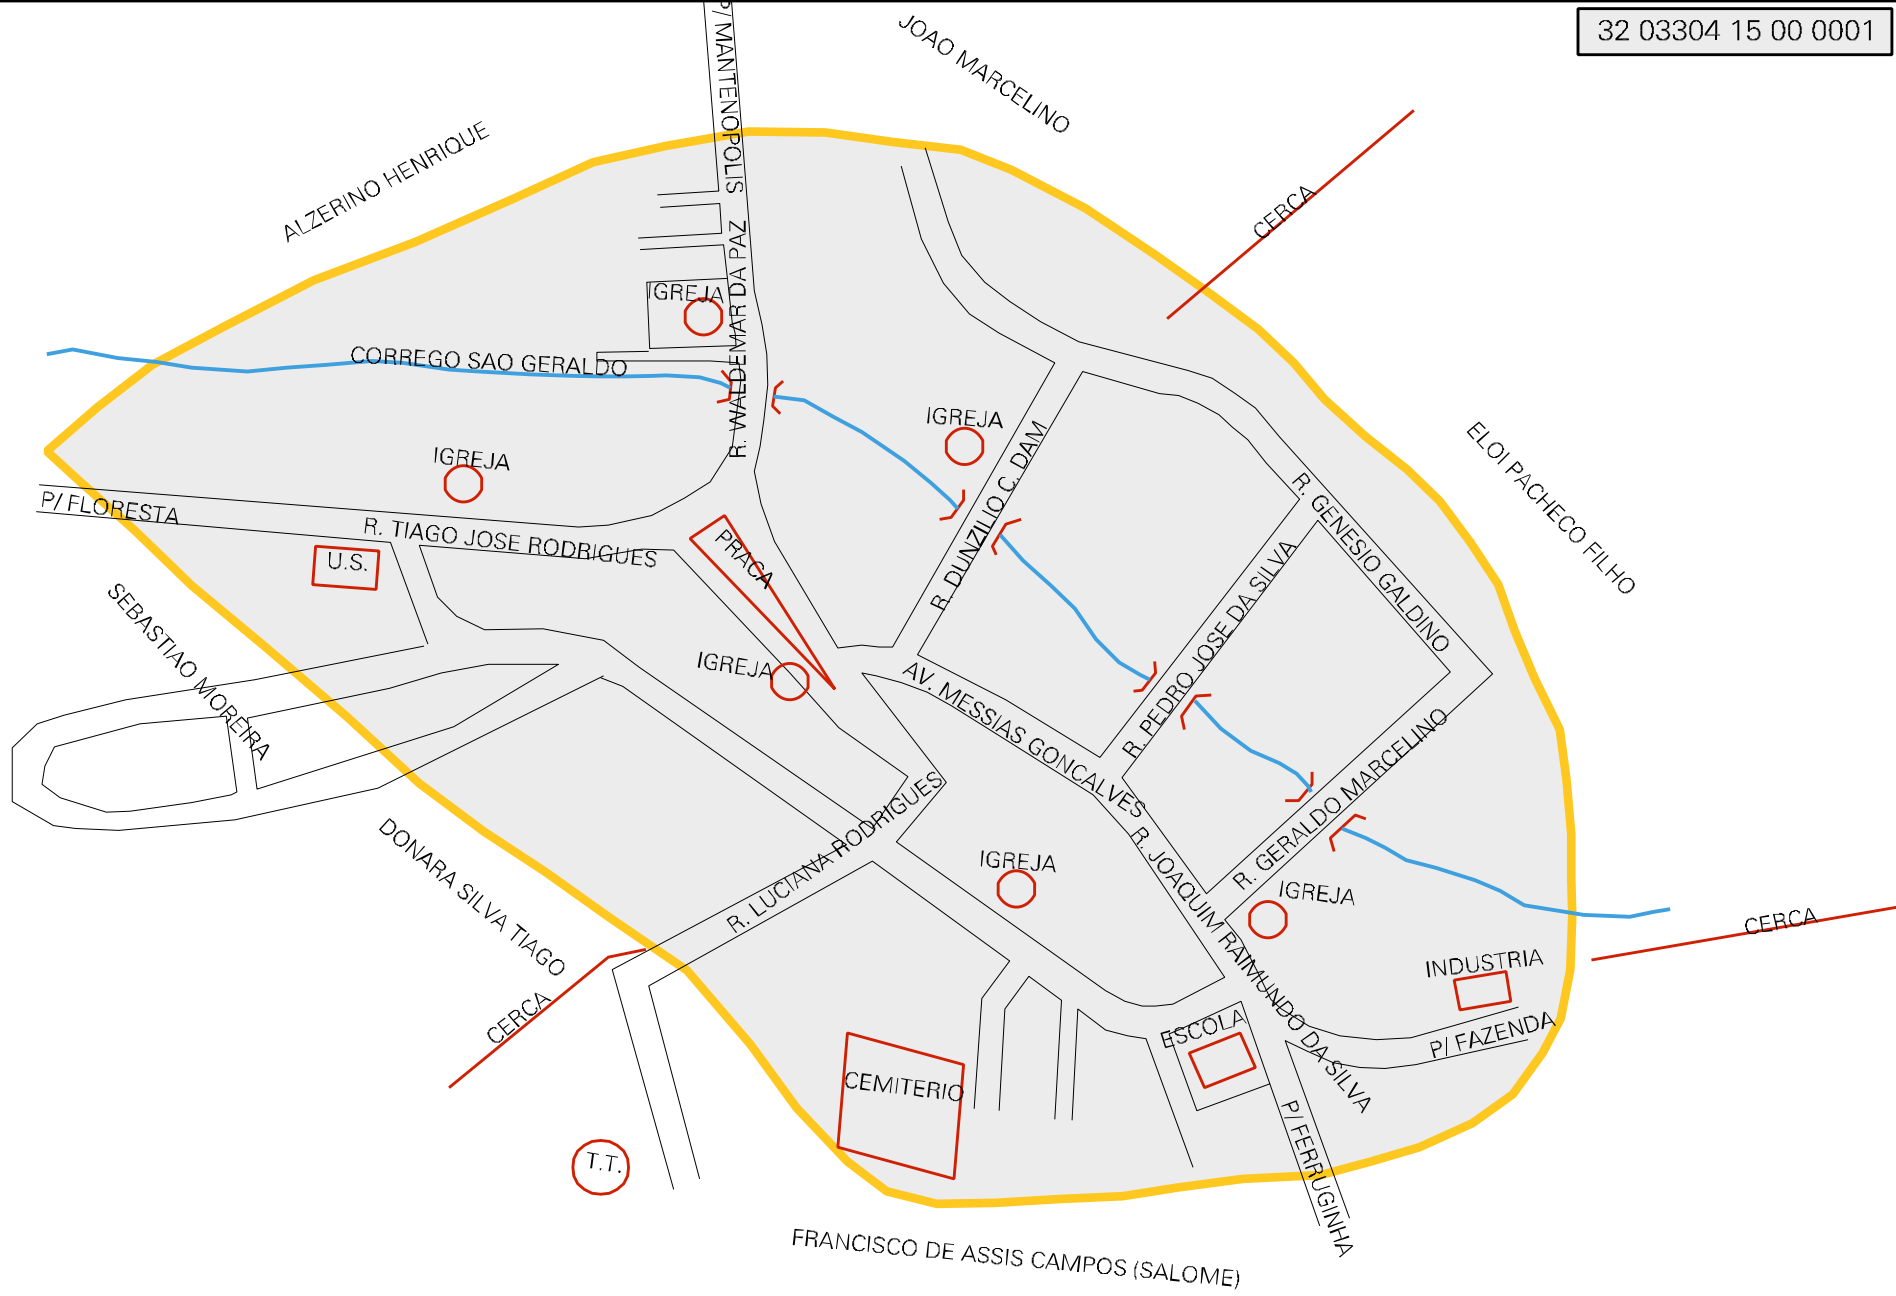 32 03304 15 00 0001
P/ MANTENOPOLIS
JOAO MARCELINO
ALZERINO HENRIQUE
CERCA
R. WALDEMAR DA PAZ
IGREJA
CORREGO SAO GERALDO
IGREJA
IGREJA
R. DUNZILIO C. DAM
ELOI PACHECO FILHO
P/ FLORESTA
R. TIAGO JOSE RODRIGUES
U.S.
PRACA
R. GENESIO GALDINO
R. PEDRO JOSE DA SILVA
SEBASTIAO MOREIRA
IGREJA
AV. MESSIAS GONCALVES
R. GERALDO MARCELINO
R. LUCIANA RODRIGUES
DONARA SILVA TIAGO
IGREJA
R. JOAQUIM RAIMUNDO DA SILVA
IGREJA
CERCA
INDUSTRIA
CERCA
ESCOLA
P/ FAZENDA
CEMITERIO
P/ FERRUGINHA
T.T.
FRANCISCO DE ASSIS CAMPOS (SALOME)